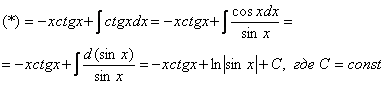 (*) = -xctgx + ∫ctgxdx = -xctgx + ∫ cos xdx / sin x =
= -xctgx + ∫ d(sin x) / sin x = -xctgx + ln|sin x| + C, где C = const